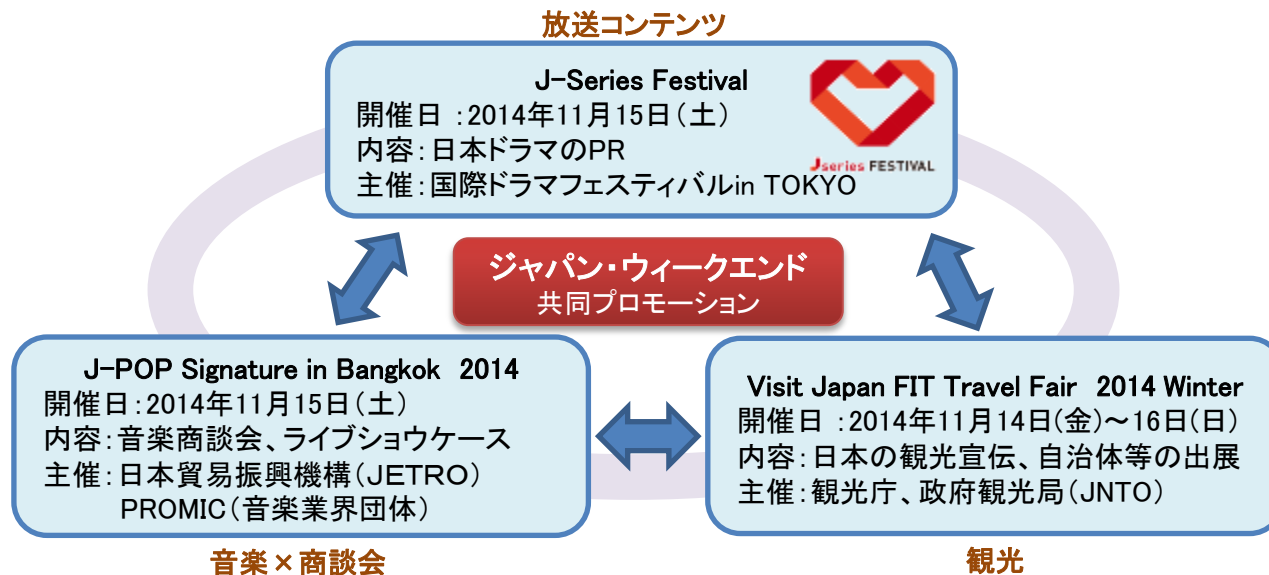 放送コンテンツ
J-Series Festival
開催日 :2014年11月15日(土)
内容:日本ドラマのPR
主催:国際ドラマフェスティバルin TOKYO
Jseries FESTIVAL
ジャパン・ウィークエンド
共同プロモーション
J-POP Signature in Bangkok 2014
開催日:2014年11月15日(土)
内容:音楽商談会、ライブショウケース
主催:日本貿易振興機構(JETRO)
PROMIC(音楽業界団体)
音楽×商談会
Visit Japan FIT Travel Fair 2014 Winter
開催日 :2014年11月14日(金)~16日(日)
内容:日本の観光宣伝、自治体等の出展
主催:観光庁、政府観光局(JNTO)
観光